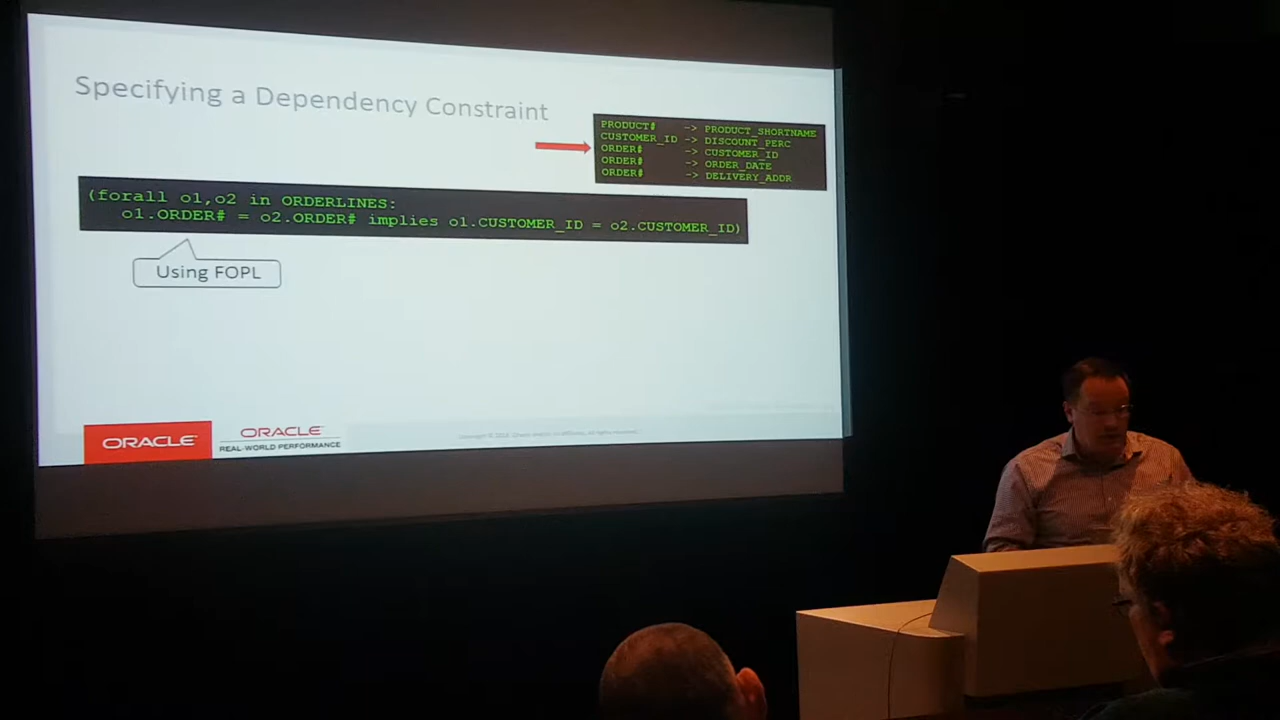 Specifying a Dependency Constraint
PRODUCT# -> PRODUCT_SHORTNAME
CUSTOMER_ID -> DISCOUNT_PERC
ORDER# -> CUSTOMER_ID
ORDER# -> ORDER_DATE
ORDER# -> DELIVERY_ADDR
(forall o1,o2 in ORDERLINES:
o1.ORDER# = o2.ORDER# implies o1.CUSTOMER_ID = o2.CUSTOMER_ID)
Using FOPL
ORACLE
ORACLE
REAL-WORLD PERFORMANCE